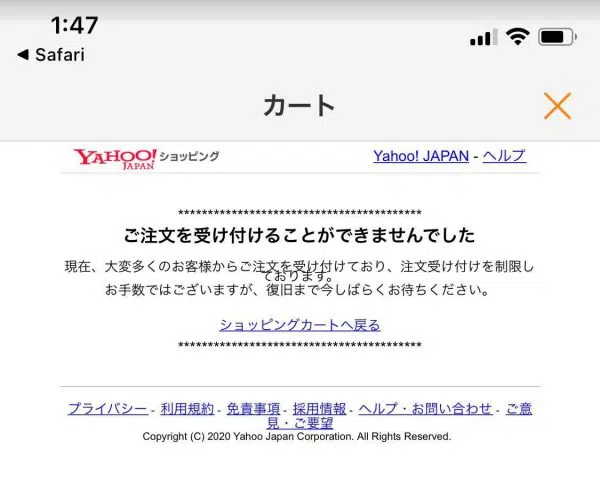 1:47
◀ Safari
カート
YAHOO! JAPAN ショッピング
Yahoo! JAPAN - ヘルプ
******************************************
ご注文を受け付けることができませんでした
現在、大変多くのお客様からご注文を受け付けており、注文受け付けを制限し
ております。
お手数ではございますが、復旧まで今しばらくお待ちください。
ショッピングカートへ戻る
******************************************
プライバシー - 利用規約 - 免責事項 - 採用情報 - ヘルプ・お問い合わせ - ご意
見・ご要望
Copyright (C) 2020 Yahoo Japan Corporation. All Rights Reserved.